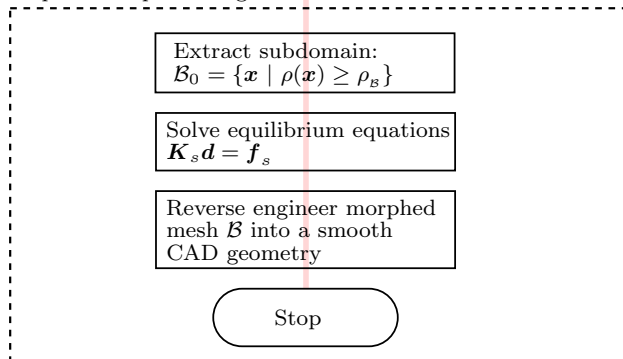 Extract subdomain:
𝓑₀ = {𝒙 | ρ(𝒙) ≥ ρ_𝓑}
Solve equilibrium equations
𝑲ₛ𝒅 = 𝒇ₛ
Reverse engineer morphed
mesh 𝓑 into a smooth
CAD geometry
Stop